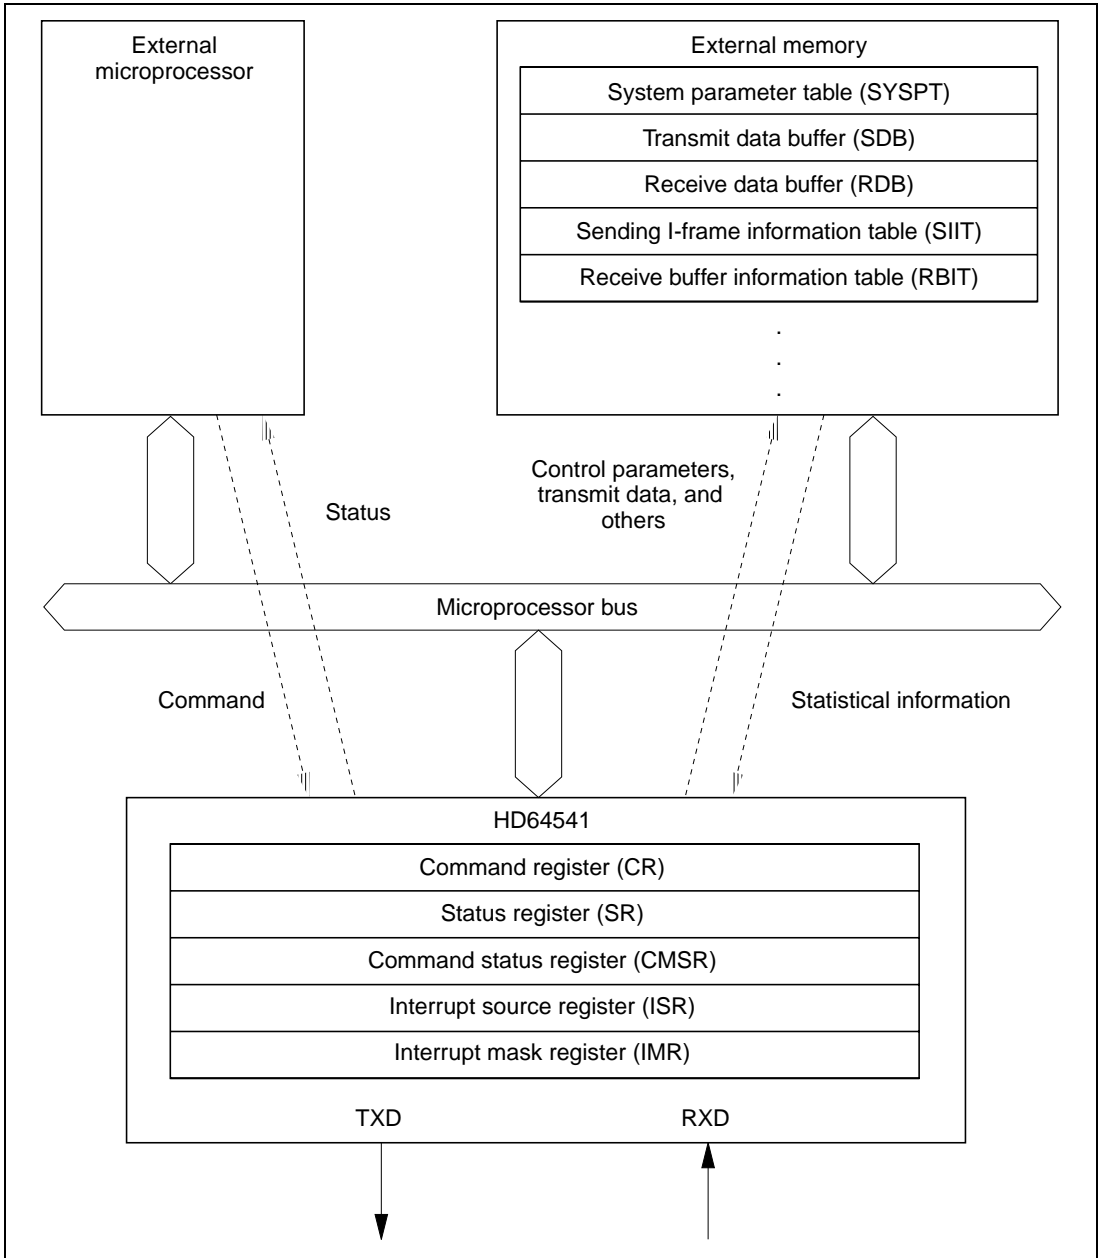 External
microprocessor
External memory
System parameter table (SYSPT)
Transmit data buffer (SDB)
Receive data buffer (RDB)
Sending I-frame information table (SIIT)
Receive buffer information table (RBIT)
.
.
.
Status
Control parameters,
transmit data, and
others
Microprocessor bus
Command
Statistical information
HD64541
Command register (CR)
Status register (SR)
Command status register (CMSR)
Interrupt source register (ISR)
Interrupt mask register (IMR)
TXD
RXD